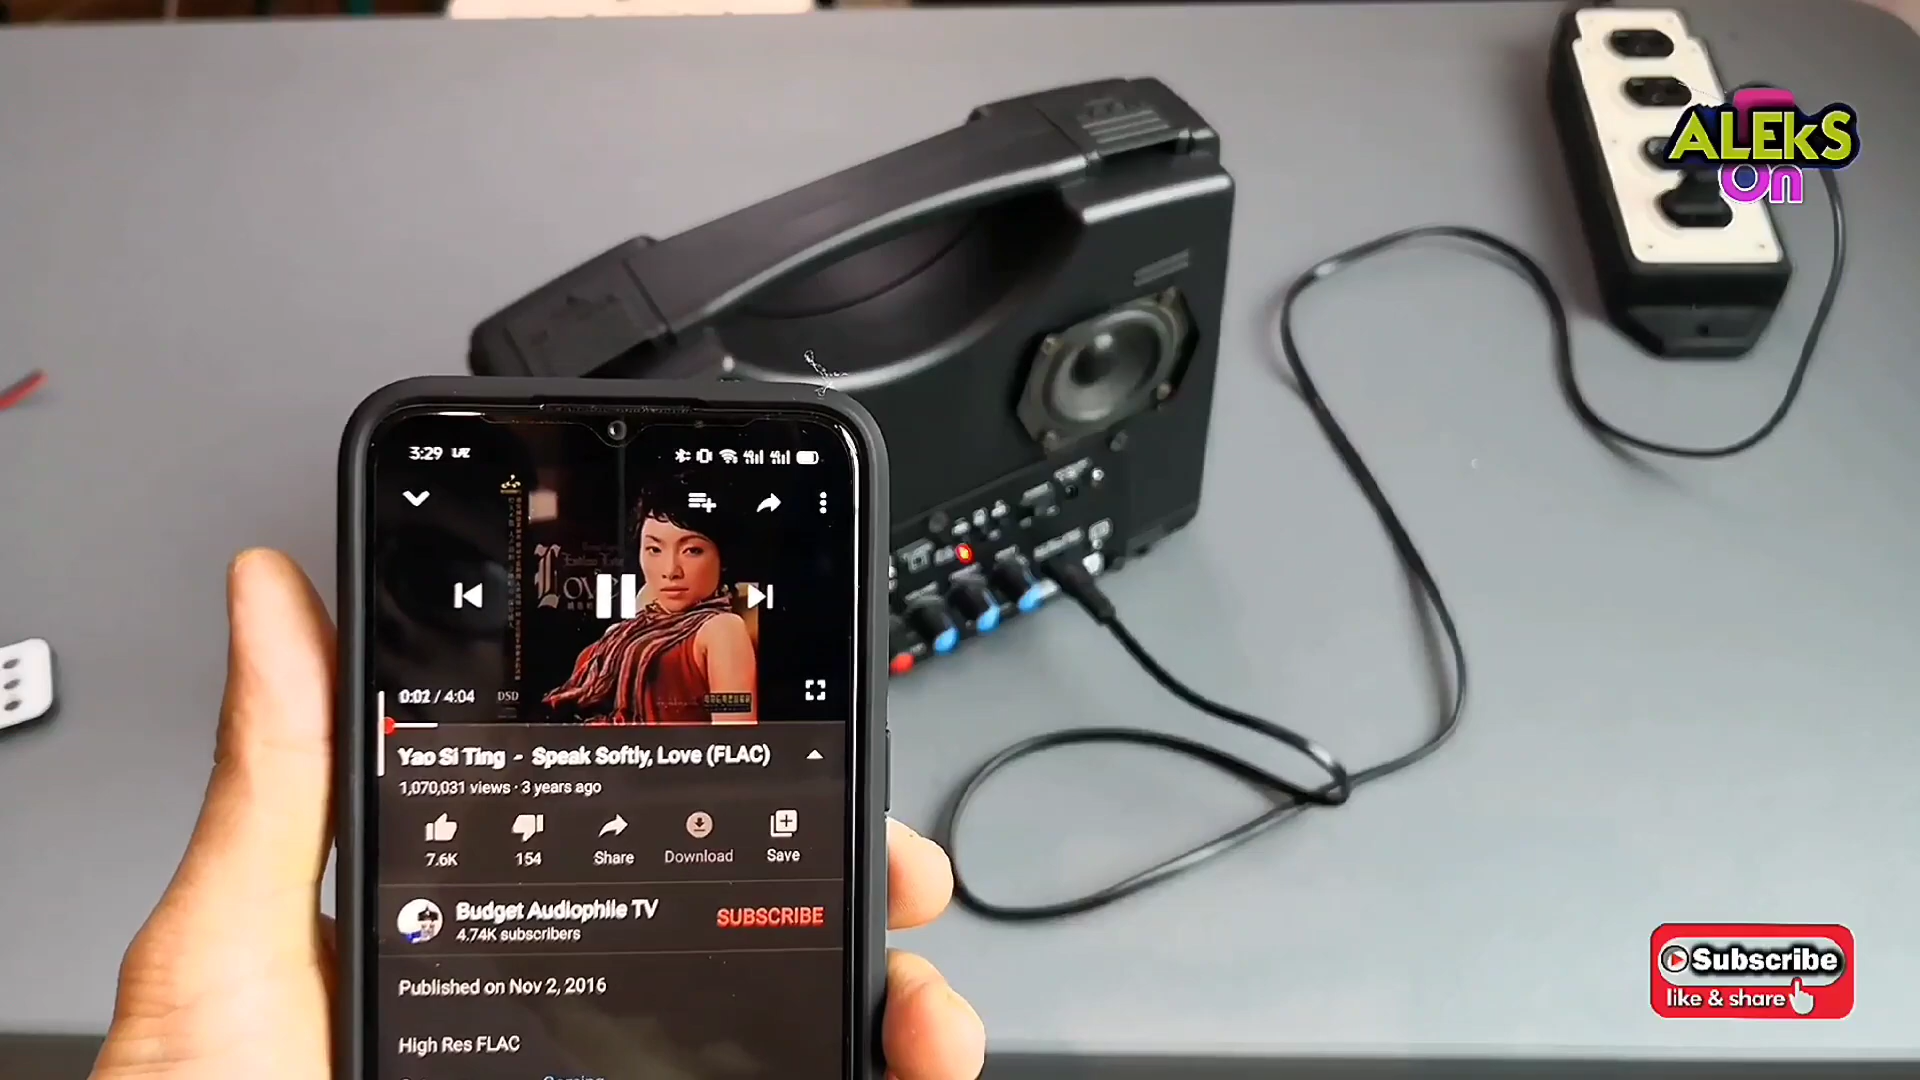 ALEkS
On
3:29
Love
0:02 / 4:04
DSD
Yao Si Ting - Speak Softly, Love (FLAC)
1,070,031 views · 3 years ago
7.6K
154
Share
Download
Save
Budget Audiophile TV
4.74K subscribers
SUBSCRIBE
Published on Nov 2, 2016
High Res FLAC
Subscribe
like & share